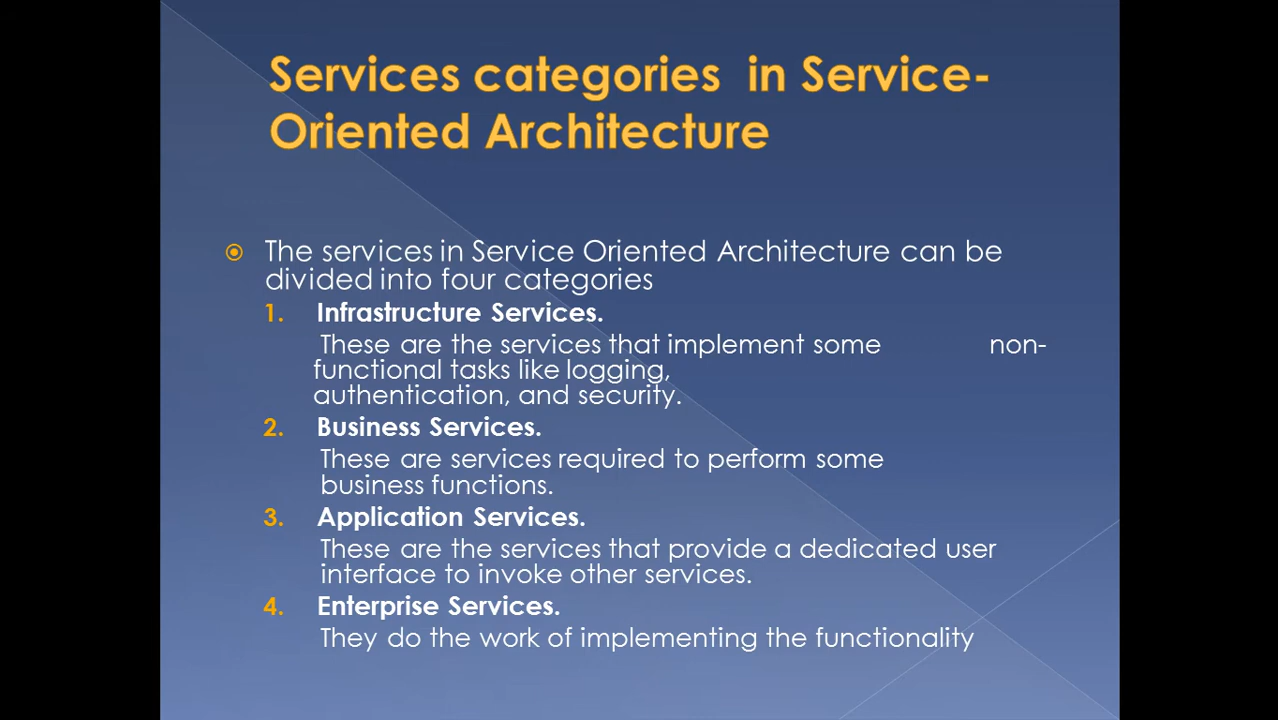 Services categories in Service-
Oriented Architecture
The services in Service Oriented Architecture can be
divided into four categories
1. Infrastructure Services.
These are the services that implement some non-
functional tasks like logging,
authentication, and security.
2. Business Services.
These are services required to perform some
business functions.
3. Application Services.
These are the services that provide a dedicated user
interface to invoke other services.
4. Enterprise Services.
They do the work of implementing the functionality